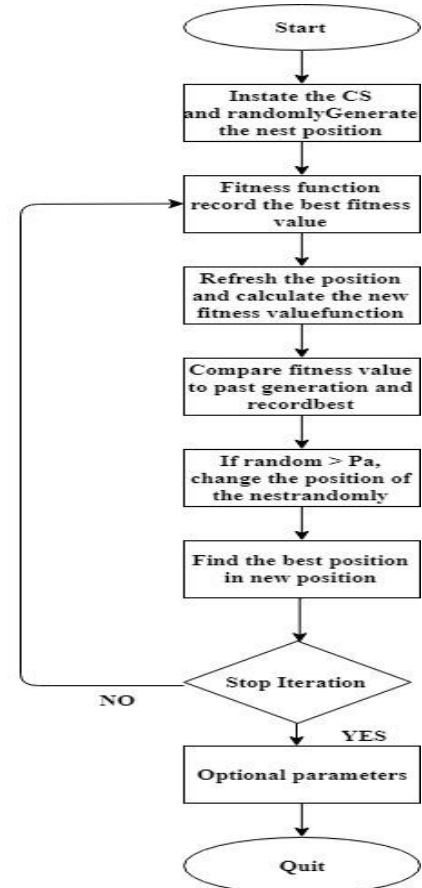 Start
Instate the CS
and randomlyGenerate
the nest position
Fitness function
record the best fitness
value
Refresh the position
and calculate the new
fitness valuefunction
Compare fitness value
to past generation and
recordbest
If random > Pa,
change the position of
the nestrandomly
Find the best position
in new position
Stop Iteration
NO
YES
Optional parameters
Quit